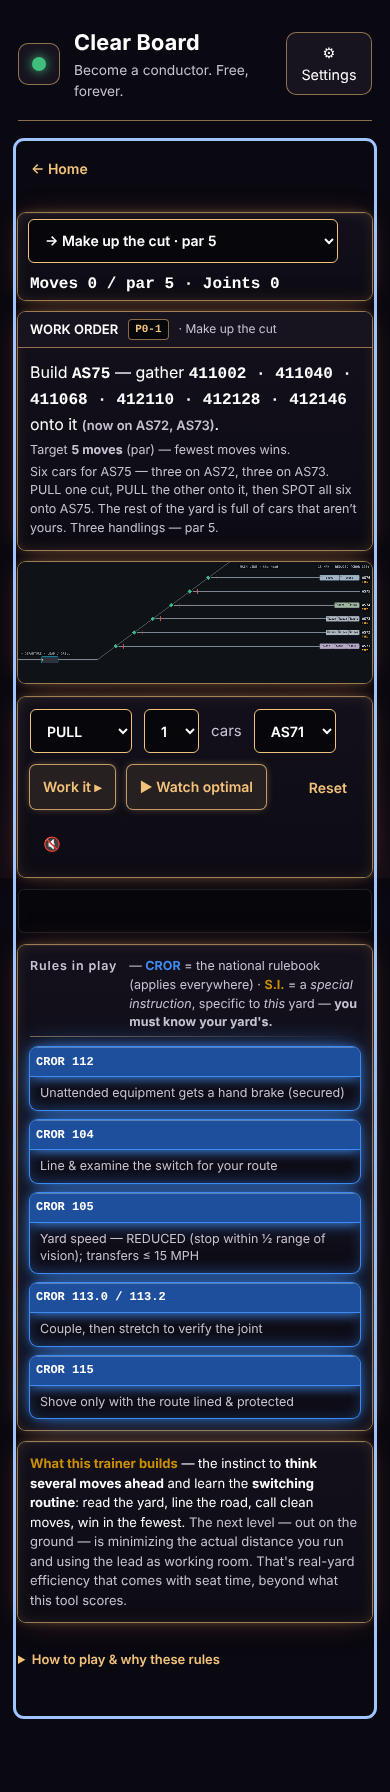 Clear Board
Become a conductor. Free,
forever.
⚙
Settings
← Home
→ Make up the cut · par 5
Moves 0 / par 5 · Joints 0
WORK ORDER P0-1 · Make up the cut
Build AS75 — gather 411002 · 411040 ·
411068 · 412110 · 412128 · 412146
onto it (now on AS72, AS73).
Target 5 moves (par) — fewest moves wins.
Six cars for AS75 — three on AS72, three on AS73.
PULL one cut, PULL the other onto it, then SPOT all six
onto AS75. The rest of the yard is full of cars that aren't
yours. Three handlings — par 5.
PULL 1 cars AS71
Work it ▸ ▶ Watch optimal Reset
🔇
Rules in play — CROR = the national rulebook
(applies everywhere) · S.I. = a special
instruction, specific to this yard — you
must know your yard's.
CROR 112
Unattended equipment gets a hand brake (secured)
CROR 104
Line & examine the switch for your route
CROR 105
Yard speed — REDUCED (stop within ½ range of
vision); transfers ≤ 15 MPH
CROR 113.0 / 113.2
Couple, then stretch to verify the joint
CROR 115
Shove only with the route lined & protected
What this trainer builds — the instinct to think
several moves ahead and learn the switching
routine: read the yard, line the road, call clean
moves, win in the fewest. The next level — out on the
ground — is minimizing the actual distance you run
and using the lead as working room. That's real-yard
efficiency that comes with seat time, beyond what
this tool scores.
▶ How to play & why these rules